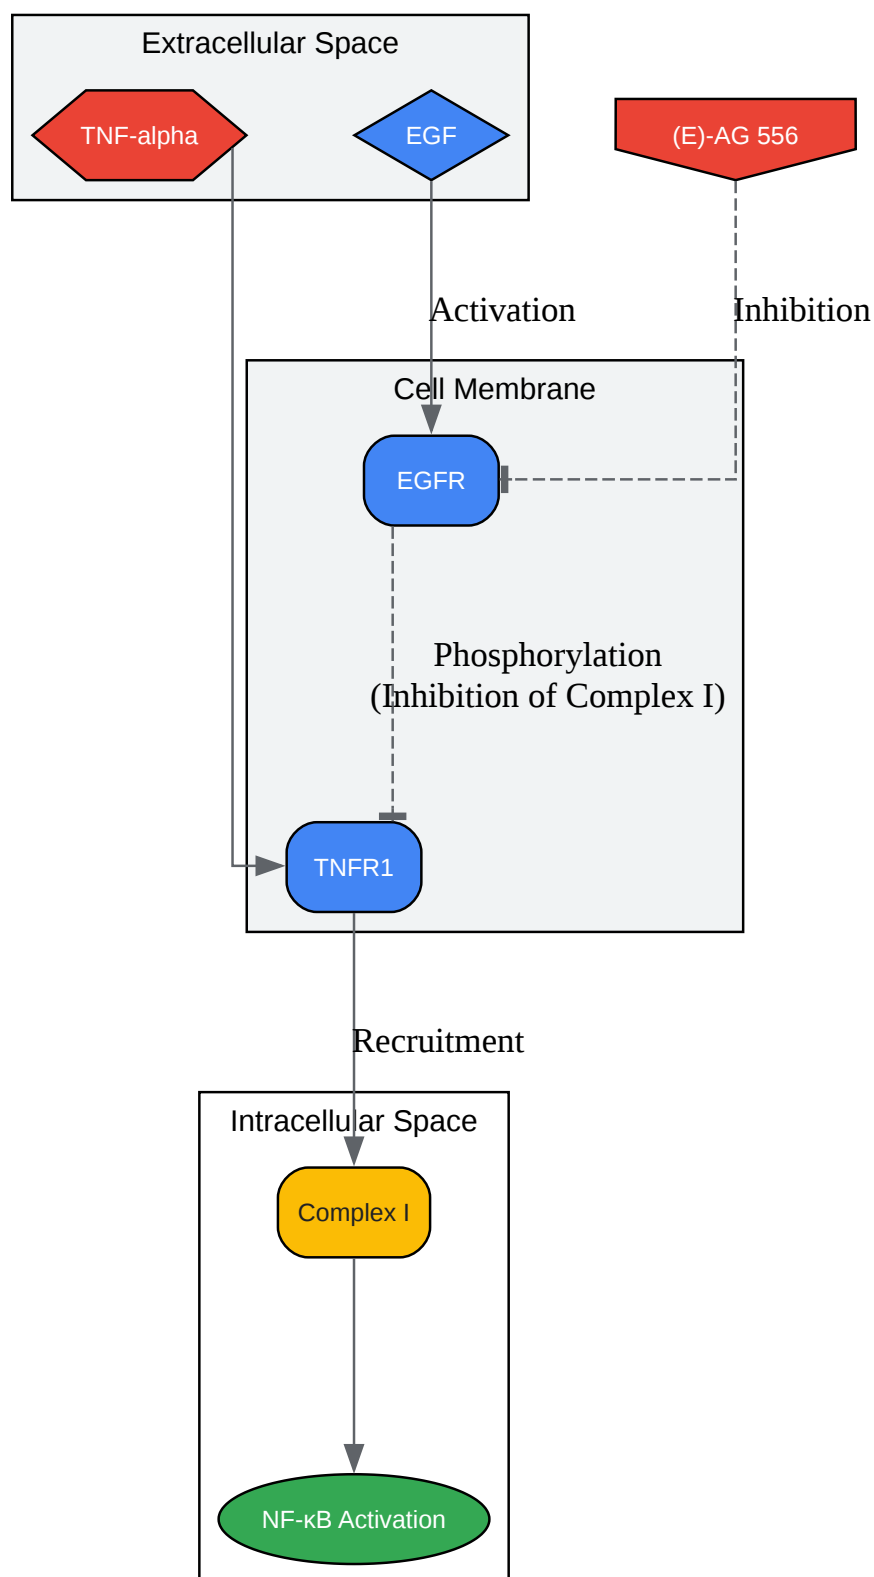 Extracellular Space
TNF-alpha
EGF
(E)-AG 556
Activation
Inhibition
Cell Membrane
EGFR
Phosphorylation
(Inhibition of Complex I)
TNFR1
Recruitment
Intracellular Space
Complex I
NF-κB Activation